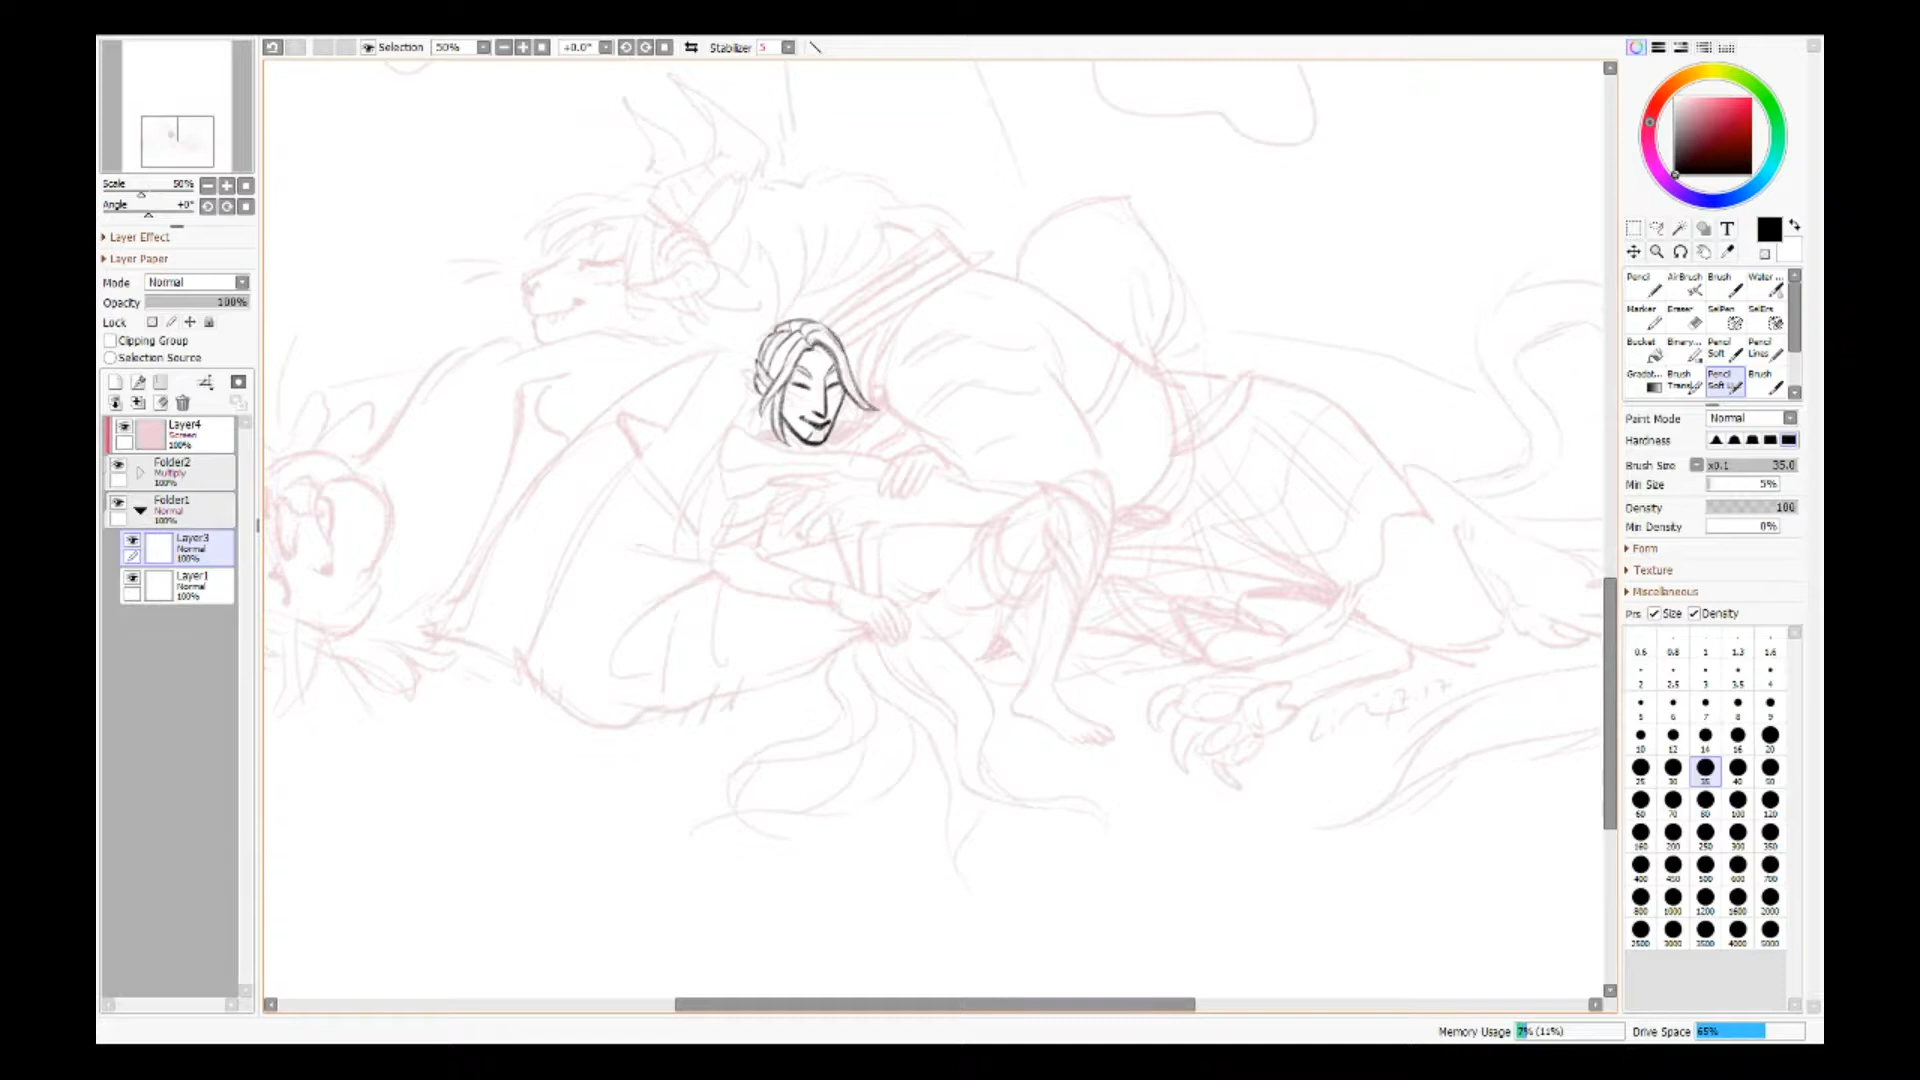 Selection 50% +0.0° Stabilizer 5
Scale 50%
Angle +0°
Layer Effect
Layer Paper
Mode Normal
Opacity 100%
Lock
Clipping Group
Selection Source
Layer4
Screen
100%
Folder2
Multiply
100%
Folder1
Normal
100%
Layer3
Normal
100%
Layer1
Normal
100%
T
Pencil AirBrush Brush Water ...
Marker Eraser SelPen SelErs
Bucket Binary... Pencil Soft Pencil Lines
Gradat... Brush Pencil Brush
Paint Mode Normal
Hardness
Brush Size x0.1 35.0
Min Size 5%
Density 100
Min Density 0%
Form
Texture
Miscellaneous
Prs Size Density
0.6 0.8 1 1.3 1.6
2 2.5 3 3.5 4
5 6 7 8 9
10 12 14 16 20
25 30 35 40 50
60 70 80 100 120
160 200 250 300 350
400 450 500 600 700
800 1000 1200 1600 2000
2500 3000 3500 4000 5000
Memory Usage 7% (11%) Drive Space 65%